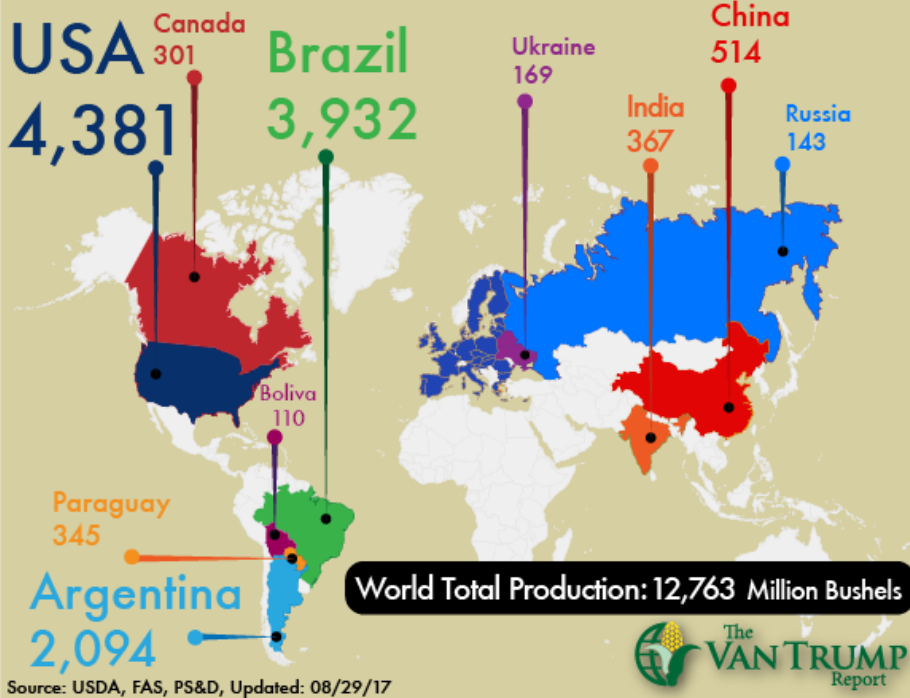 USA
4,381
Canada
301
Brazil
3,932
Ukraine
169
China
514
India
367
Russia
143
Boliva
110
Paraguay
345
Argentina
2,094
World Total Production: 12,763 Million Bushels
The
VAN TRUMP
Report
Source: USDA, FAS, PS&D, Updated: 08/29/17